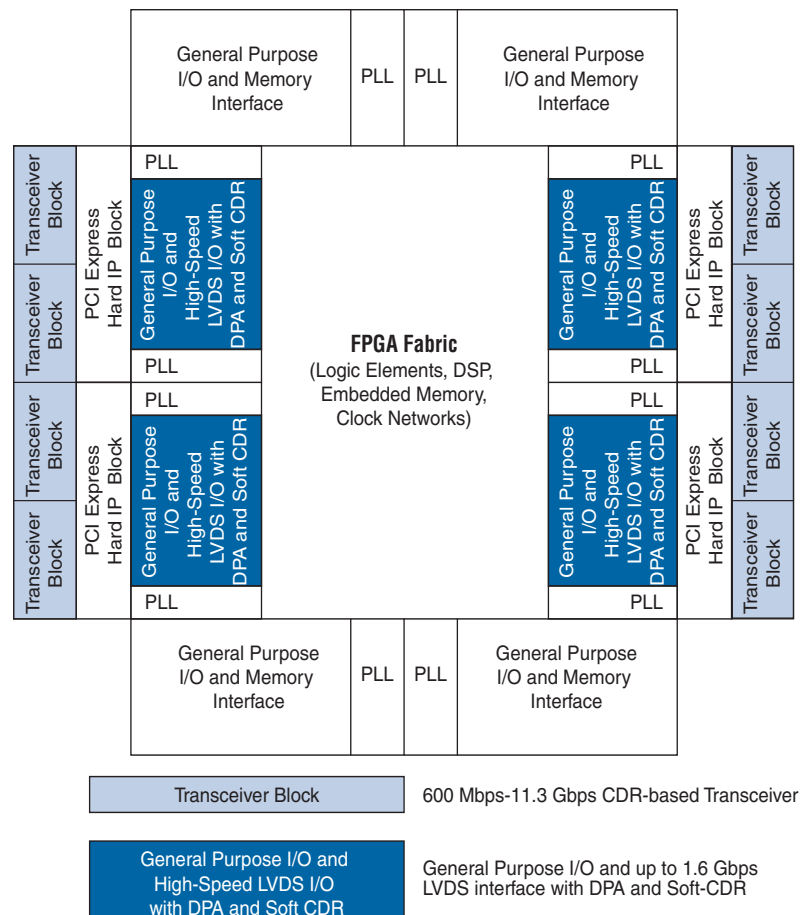 General Purpose
I/O and Memory
Interface
PLL
PLL
General Purpose
I/O and Memory
Interface
Transceiver
Block
Transceiver
Block
PCI Express
Hard IP Block
PLL
General Purpose
I/O and
High-Speed
LVDS I/O with
DPA and Soft CDR
PLL
PLL
General Purpose
I/O and
High-Speed
LVDS I/O with
DPA and Soft CDR
PLL
PCI Express
Hard IP Block
Transceiver
Block
Transceiver
Block
FPGA Fabric
(Logic Elements, DSP,
Embedded Memory,
Clock Networks)
Transceiver
Block
Transceiver
Block
PCI Express
Hard IP Block
PLL
General Purpose
I/O and
High-Speed
LVDS I/O with
DPA and Soft CDR
PLL
PLL
General Purpose
I/O and
High-Speed
LVDS I/O with
DPA and Soft CDR
PLL
PCI Express
Hard IP Block
Transceiver
Block
Transceiver
Block
General Purpose
I/O and Memory
Interface
PLL
PLL
General Purpose
I/O and Memory
Interface
Transceiver Block
600 Mbps-11.3 Gbps CDR-based Transceiver
General Purpose I/O and
High-Speed LVDS I/O
with DPA and Soft CDR
General Purpose I/O and up to 1.6 Gbps
LVDS interface with DPA and Soft-CDR